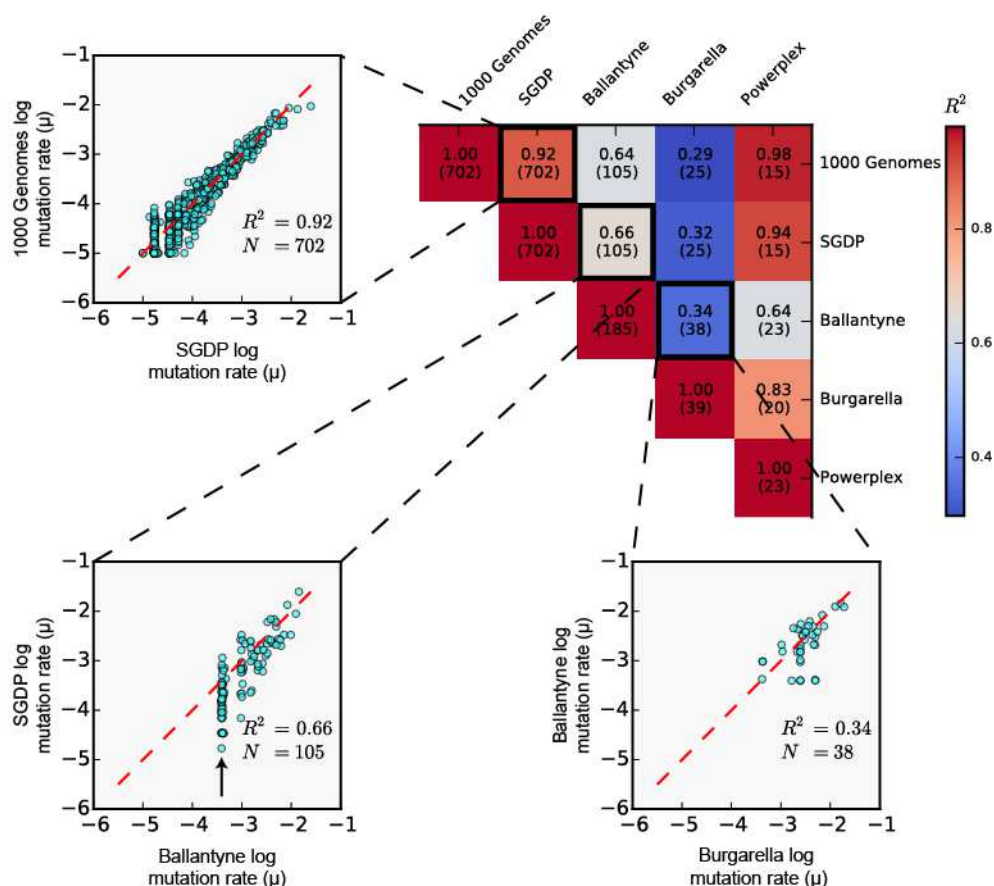 −1
−2
−3
−4
−5
−6
1000 Genomes log
mutation rate (μ)
R² = 0.92
N = 702
−6 −5 −4 −3 −2 −1
SGDP log
mutation rate (μ)
1000 Genomes
SGDP
Ballantyne
Burgarella
Powerplex
1.00 0.92 0.64 0.29 0.98
(702) (702) (105) (25) (15)
1000 Genomes
1.00 0.66 0.32 0.94
(702) (105) (25) (15)
SGDP
1.00 0.34 0.64
(185) (38) (23)
Ballantyne
1.00 0.83
(39) (20)
Burgarella
1.00
(23)
Powerplex
R²
0.8
0.6
0.4
−1
−2
−3
−4
−5
−6
SGDP log
mutation rate (μ)
R² = 0.66
N = 105
−6 −5 −4 −3 −2 −1
Ballantyne log
mutation rate (μ)
−1
−2
−3
−4
−5
−6
Ballantyne log
mutation rate (μ)
R² = 0.34
N = 38
−6 −5 −4 −3 −2 −1
Burgarella log
mutation rate (μ)